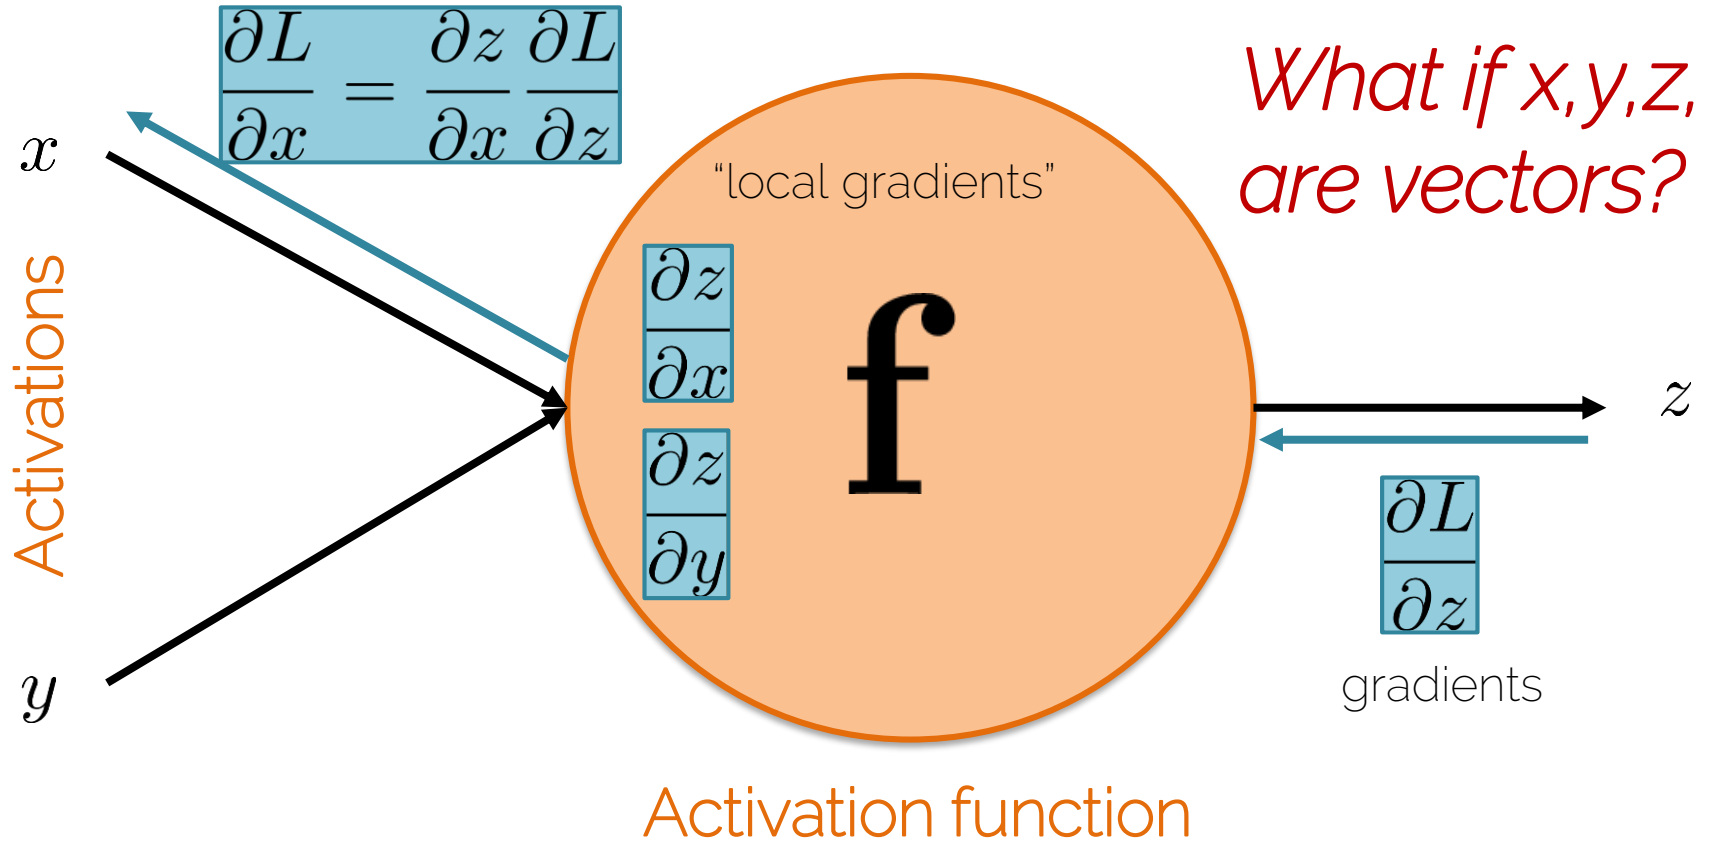 ∂L/∂x = ∂z/∂x ∂L/∂z
What if x,y,z,
are vectors?
x
“local gradients”
Activations
∂z/∂x
f
z
∂z/∂y
∂L/∂z
y
gradients
Activation function